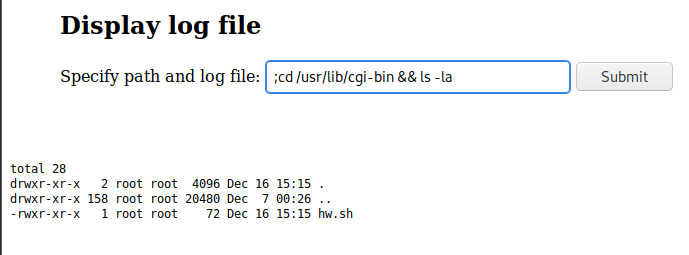 Display log file
Specify path and log file: ;cd /usr/lib/cgi-bin && ls -la Submit
total 28
drwxr-xr-x   2 root root  4096 Dec 16 15:15 .
drwxr-xr-x 158 root root 20480 Dec  7 00:26 ..
-rwxr-xr-x   1 root root    72 Dec 16 15:15 hw.sh